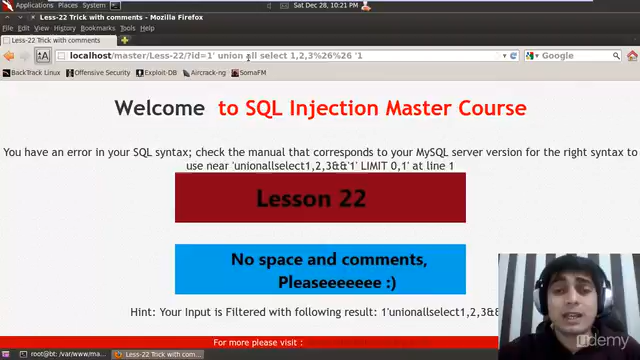 Applications Places System
Sat Dec 28, 10:21 PM
Less-22 Trick with comments - Mozilla Firefox
File Edit View History Bookmarks Tools Help
Less-22 Trick with comments
localhost/master/Less-22/?id=1' union all select 1,2,3%26%26 '1
Google
BackTrack Linux Offensive Security Exploit-DB Aircrack-ng SomaFM
Welcome to SQL Injection Master Course
You have an error in your SQL syntax; check the manual that corresponds to your MySQL server version for the right syntax to
use near 'unionallselect1,2,3&&'1' LIMIT 0,1' at line 1
Lesson 22
No space and comments,
Pleaseeeeeee :)
Hint: Your Input is Filtered with following result: 1'unionallselect1,2,3&&
For more please visit :
root@bt: /var/www/ma...
Less-22 Trick with com...
ûdemy